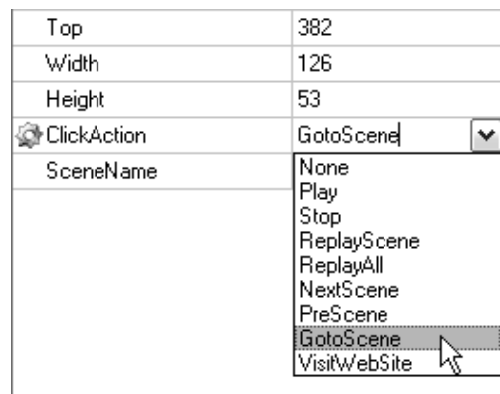 Top 382
Width 126
Height 53
ClickAction GotoScene
SceneName
None
Play
Stop
ReplayScene
ReplayAll
NextScene
PreScene
GotoScene
VisitWebSite